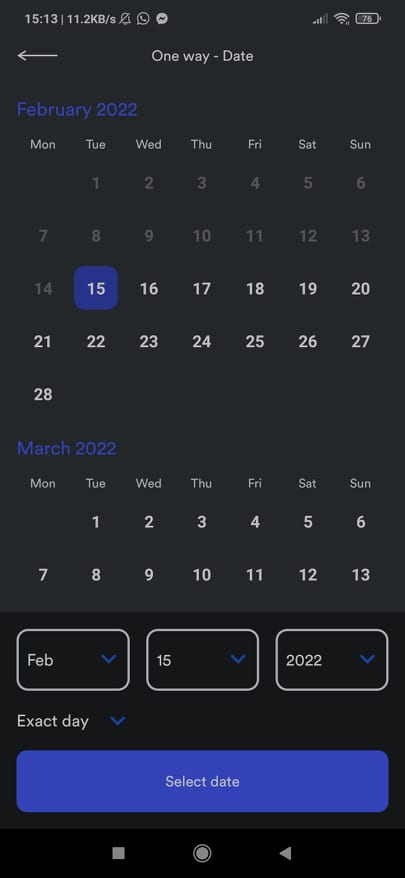 15:13 | 11.2KB/s 76
One way - Date
February 2022
Mon Tue Wed Thu Fri Sat Sun
1 2 3 4 5 6
7 8 9 10 11 12 13
14 15 16 17 18 19 20
21 22 23 24 25 26 27
28
March 2022
Mon Tue Wed Thu Fri Sat Sun
1 2 3 4 5 6
7 8 9 10 11 12 13
Feb 15 2022
Exact day
Select date